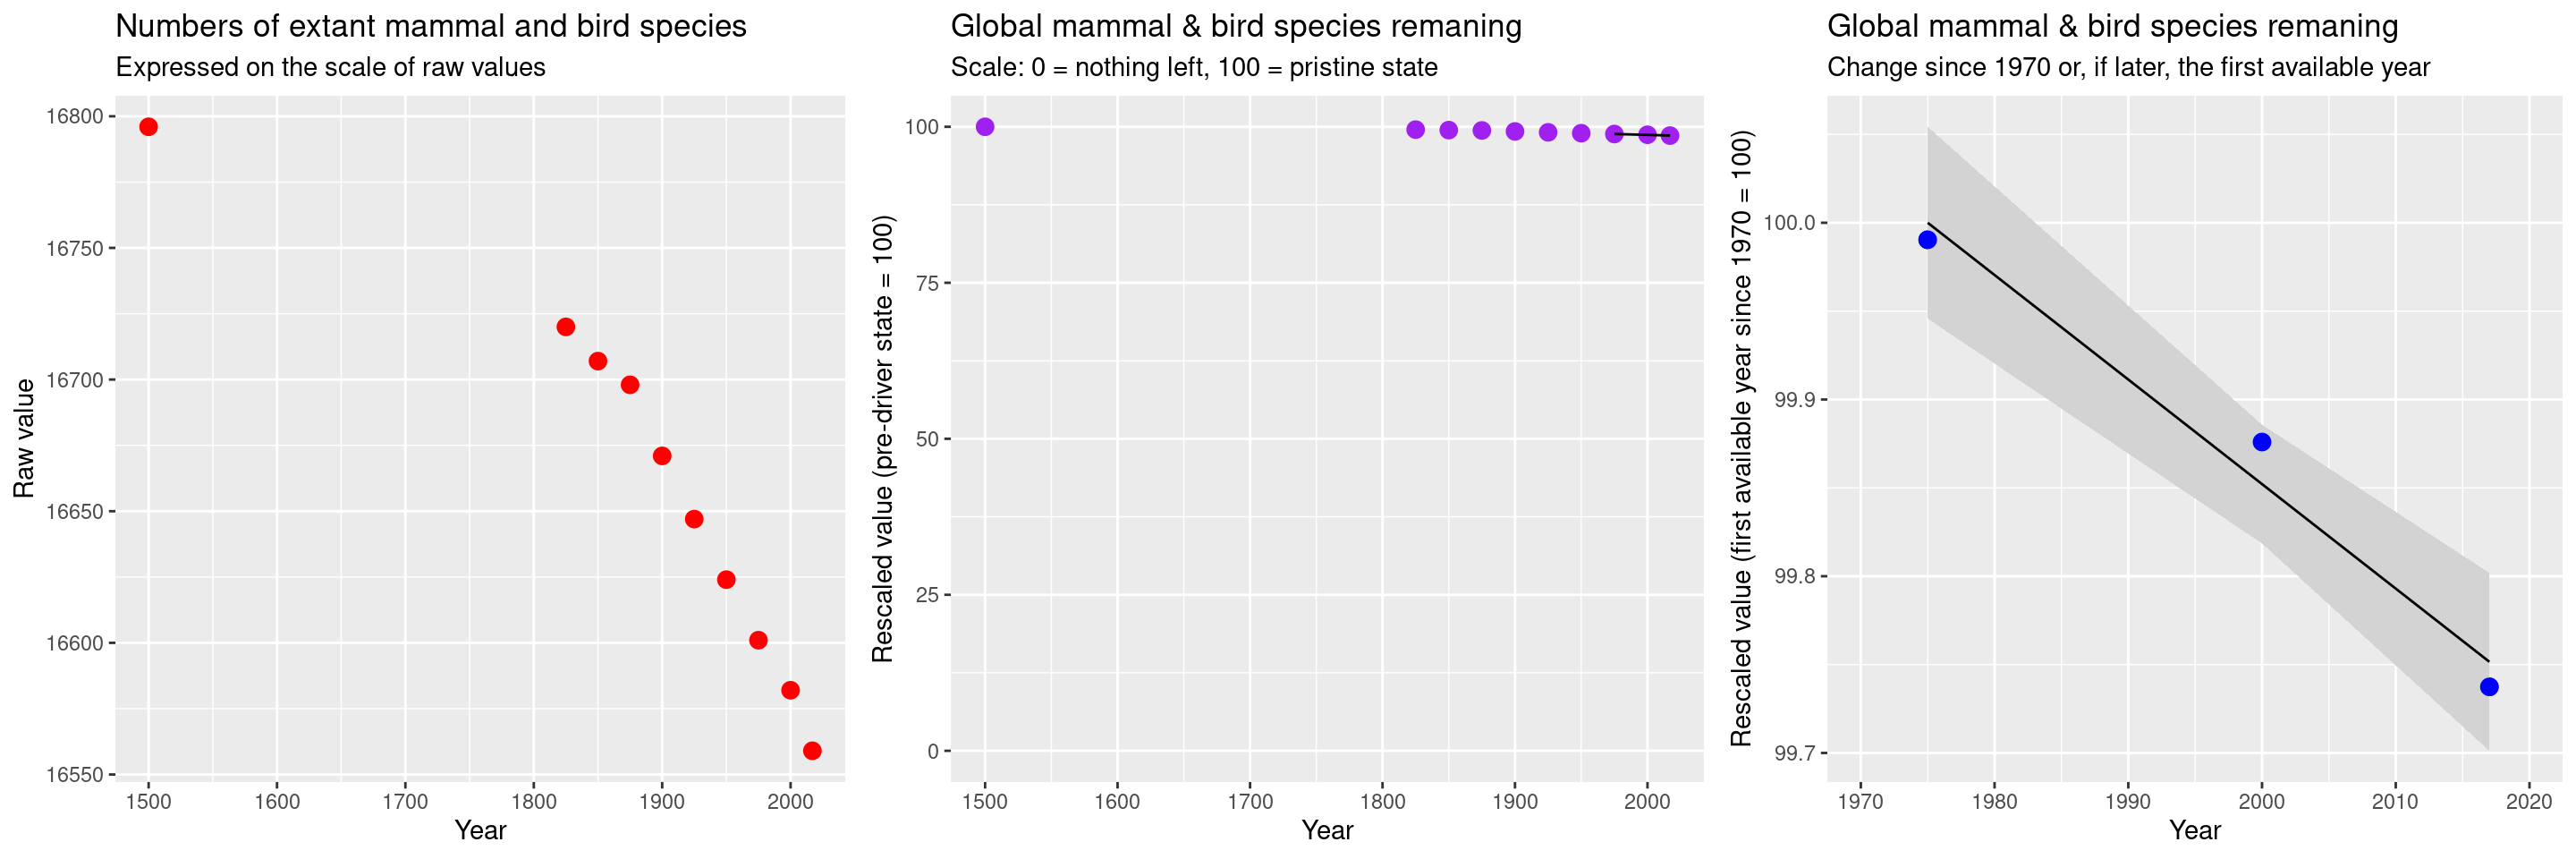 Numbers of extant mammal and bird species
Expressed on the scale of raw values
Raw value
16800
16750
16700
16650
16600
16550
1500
1600
1700
1800
1900
2000
Year
Global mammal & bird species remaning
Scale: 0 = nothing left, 100 = pristine state
Rescaled value (pre-driver state = 100)
100
75
50
25
0
1500
1600
1700
1800
1900
2000
Year
Global mammal & bird species remaning
Change since 1970 or, if later, the first available year
Rescaled value (first available year since 1970 = 100)
100.0
99.9
99.8
99.7
1970
1980
1990
2000
2010
2020
Year